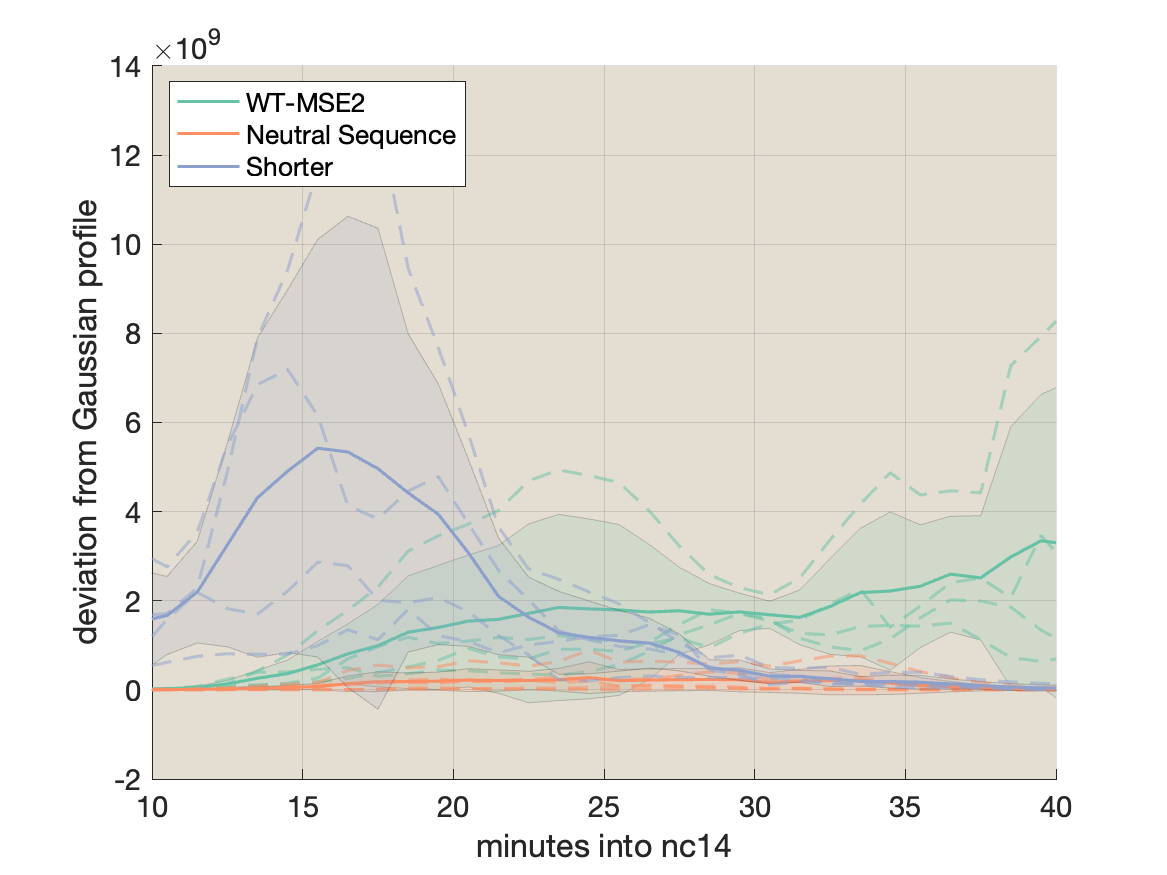 ×10⁹
14
12
10
8
6
4
2
0
-2
WT-MSE2
Neutral Sequence
Shorter
deviation from Gaussian profile
10 15 20 25 30 35 40
minutes into nc14